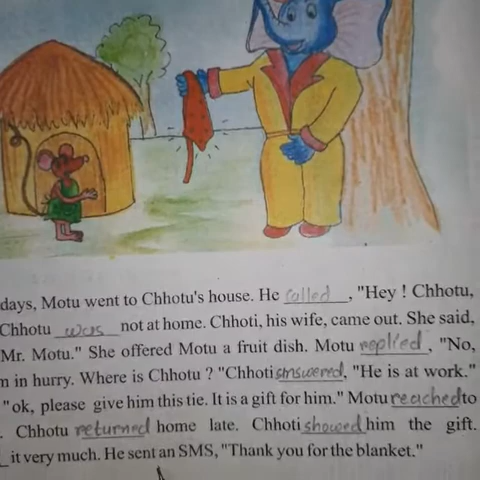 days, Motu went to Chhotu's house. He called, "Hey ! Chhotu,
Chhotu was not at home. Chhoti, his wife, came out. She said,
Mr. Motu." She offered Motu a fruit dish. Motu replied, "No,
in hurry. Where is Chhotu ? "Chhoti answered, "He is at work."
"ok, please give him this tie. It is a gift for him." Motu reached to
. Chhotu returned home late. Chhoti showed him the gift.
it very much. He sent an SMS, "Thank you for the blanket."